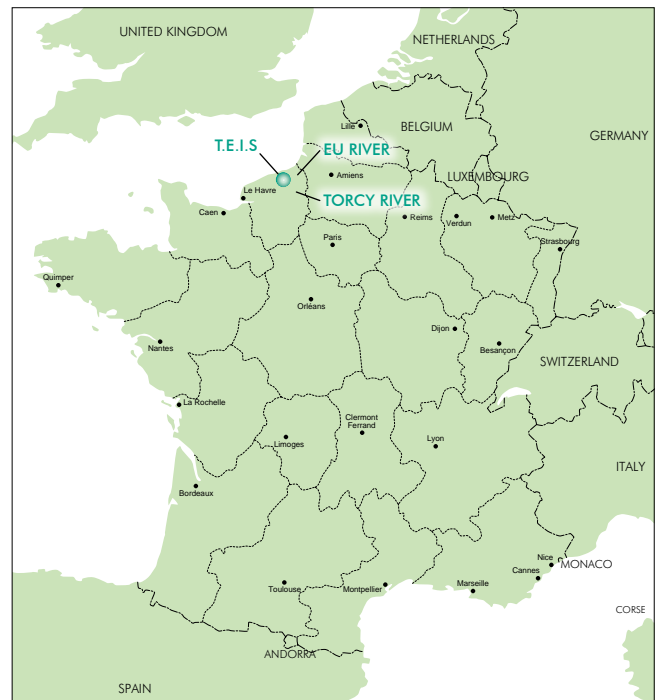 UNITED KINGDOM
NETHERLANDS
Lille
BELGIUM
GERMANY
T.E.I.S
EU RIVER
Amiens
LUXEMBOURG
Le Havre
TORCY RIVER
Caen
Reims
Verdun
Metz
Paris
Strasbourg
Quimper
Orléans
Dijon
Nantes
Besançon
SWITZERLAND
La Rochelle
Clermont
Ferrand
Limoges
Lyon
ITALY
Bordeaux
Nice
MONACO
Cannes
Toulouse
Montpellier
Marseille
CORSE
ANDORRA
SPAIN